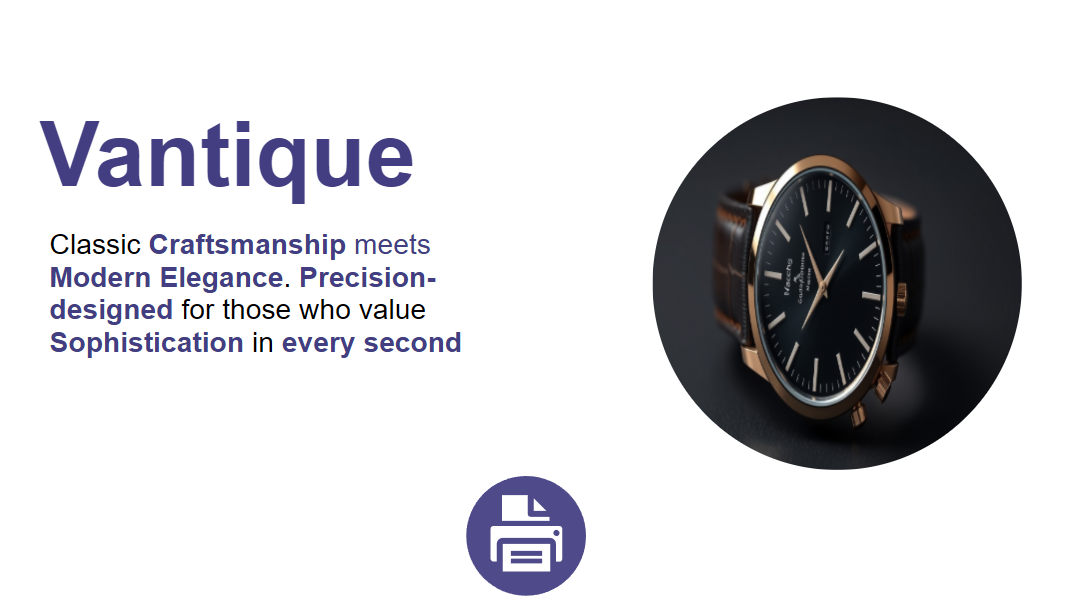 Vantique
Classic Craftsmanship meets
Modern Elegance. Precision-
designed for those who value
Sophistication in every second